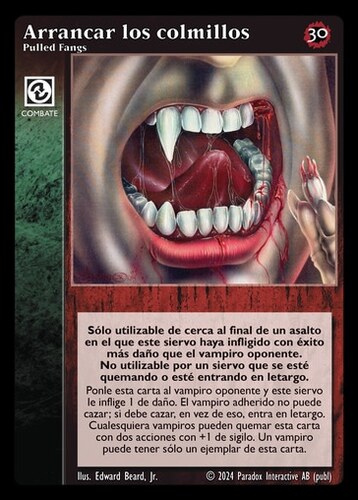 Arrancar los colmillos
Pulled Fangs
30
COMBATE
Sólo utilizable de cerca al final de un asalto
en el que este siervo haya infligido con éxito
más daño que el vampiro oponente.
No utilizable por un siervo que se esté
quemando o esté entrando en letargo.
Ponle esta carta al vampiro oponente y este siervo
le inflige 1 de daño. El vampiro adherido no puede
cazar; si debe cazar, en vez de eso, entra en letargo.
Cualesquiera vampiros pueden quemar esta carta
con dos acciones con +1 de sigilo. Un vampiro
puede tener sólo un ejemplar de esta carta.
Illus. Edward Beard, Jr.
© 2024 Paradox Interactive AB (publ)